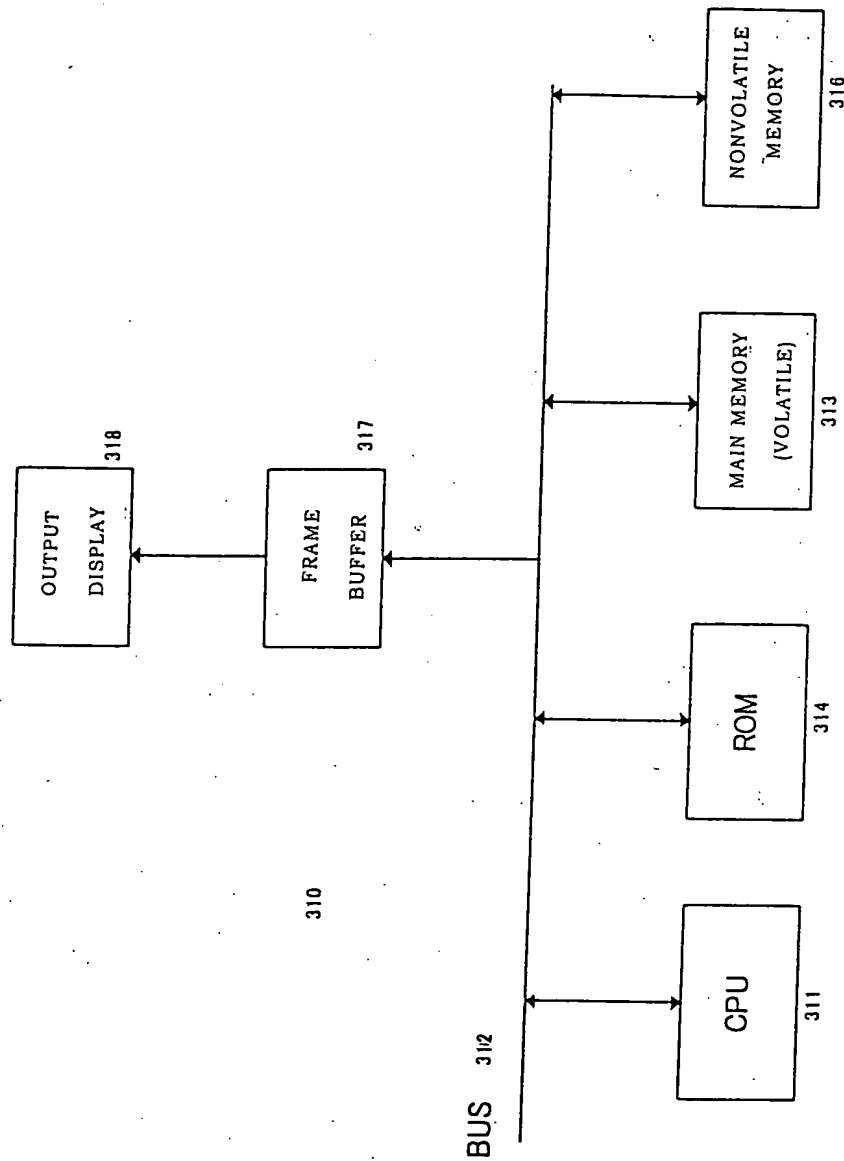 OUTPUT
DISPLAY
318
FRAME
BUFFER
317
310
BUS 312
CPU
311
ROM
314
MAIN MEMORY
(VOLATILE)
313
NONVOLATILE
MEMORY
316